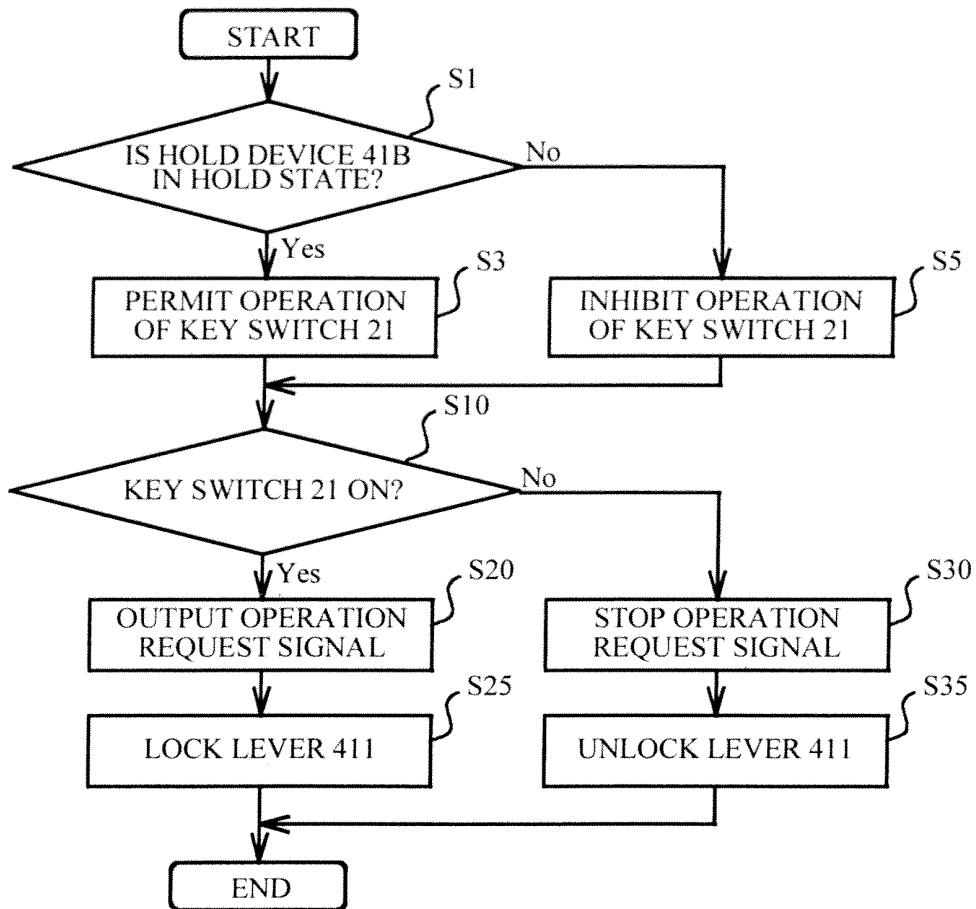 START
S1
IS HOLD DEVICE 41B
IN HOLD STATE?
No
Yes
S3
PERMIT OPERATION
OF KEY SWITCH 21
S5
INHIBIT OPERATION
OF KEY SWITCH 21
S10
KEY SWITCH 21 ON?
No
Yes
S20
OUTPUT OPERATION
REQUEST SIGNAL
S30
STOP OPERATION
REQUEST SIGNAL
S25
LOCK LEVER 411
S35
UNLOCK LEVER 411
END